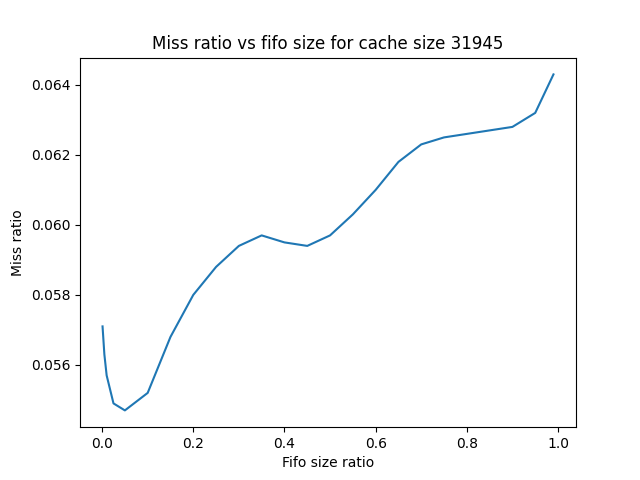 Miss ratio vs fifo size for cache size 31945
0.064
0.062
0.060
0.058
0.056
Miss ratio
0.0 0.2 0.4 0.6 0.8 1.0
Fifo size ratio